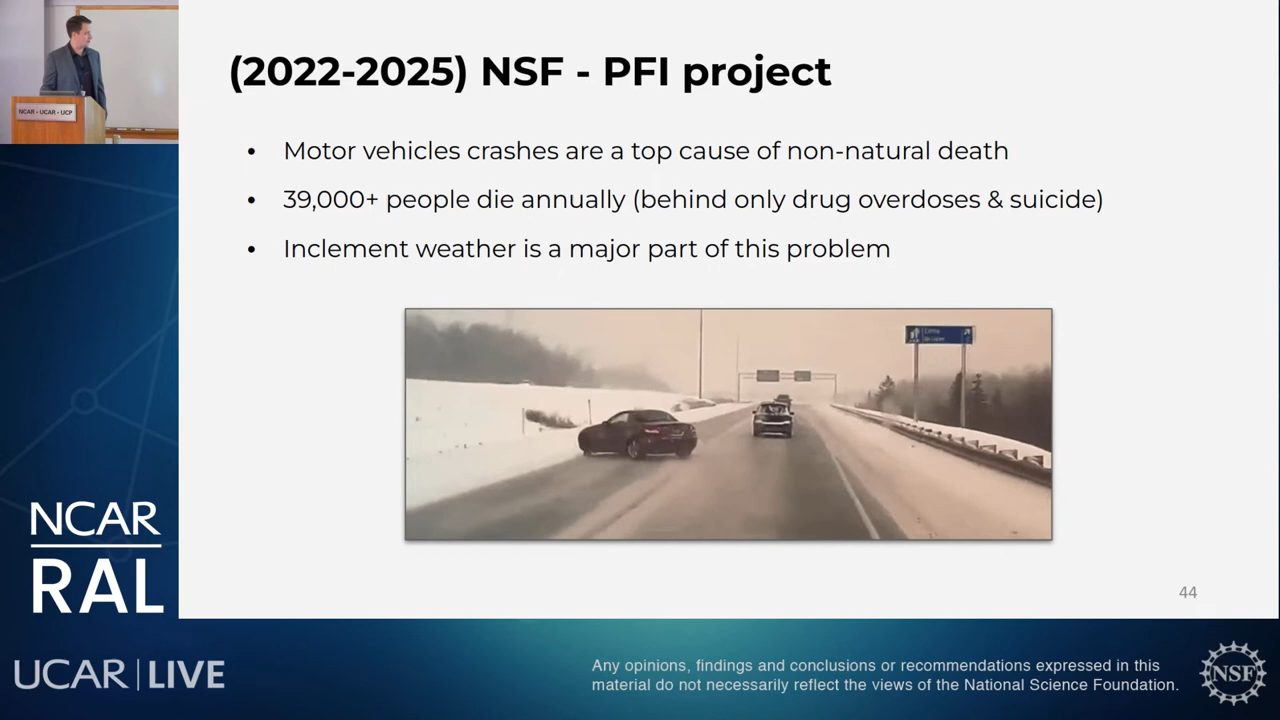 (2022-2025) NSF - PFI project
NCAR • UCAR • UCP
• Motor vehicles crashes are a top cause of non-natural death
• 39,000+ people die annually (behind only drug overdoses & suicide)
• Inclement weather is a major part of this problem
44
NCAR
RAL
UCAR | LIVE
Any opinions, findings and conclusions or recommendations expressed in this
material do not necessarily reflect the views of the National Science Foundation.
NSF